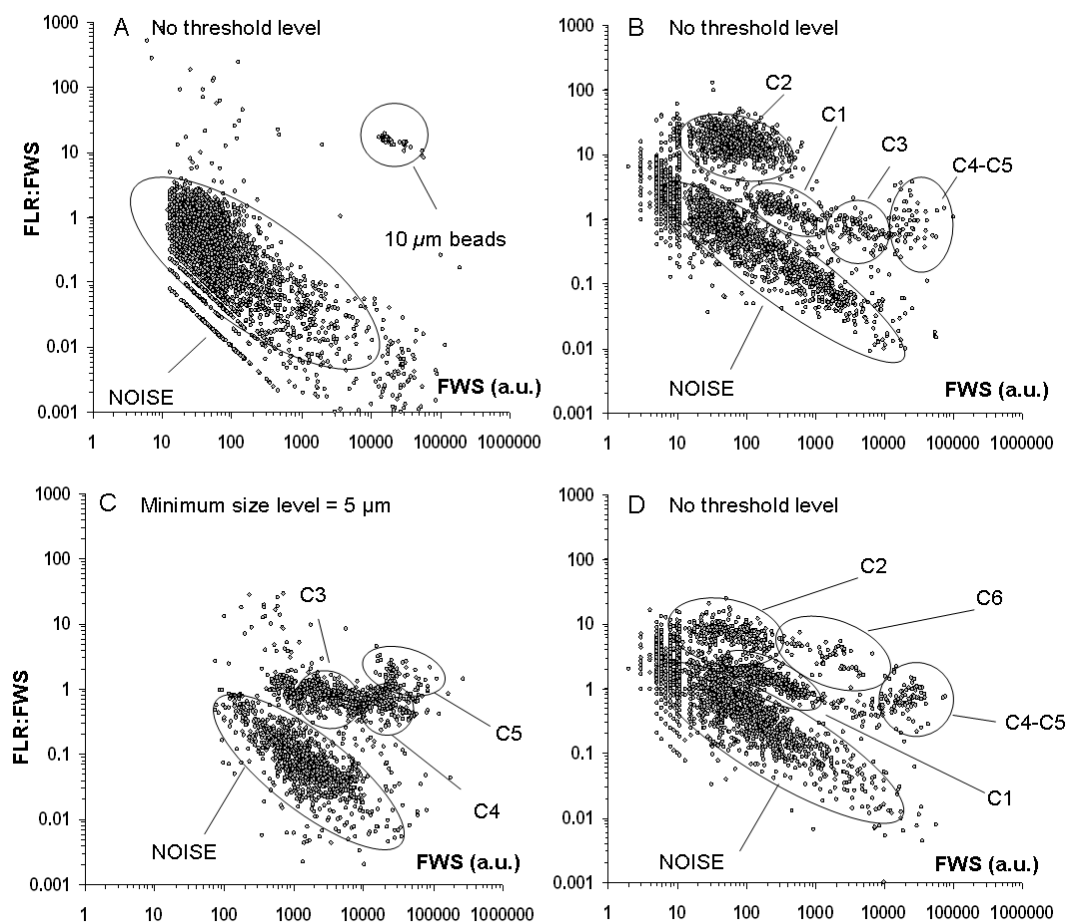 A No threshold level
1000
100
10
1
0.1
0.01
0.001
FLR:FWS
10 µm beads
NOISE
FWS (a.u.)
1 10 100 1000 10000 100000 1000000
B No threshold level
1000
100
10
1
0.1
0.01
0.001
C2
C1
C3
C4-C5
NOISE
FWS (a.u.)
1 10 100 1000 10000 100000 1000000
C Minimum size level = 5 µm
1000
100
10
1
0.1
0.01
0.001
FLR:FWS
C3
C5
C4
NOISE
FWS (a.u.)
1 10 100 1000 10000 100000 1000000
D No threshold level
1000
100
10
1
0.1
0.01
0.001
C2
C6
C4-C5
C1
NOISE
FWS (a.u.)
1 10 100 1000 10000 100000 1000000